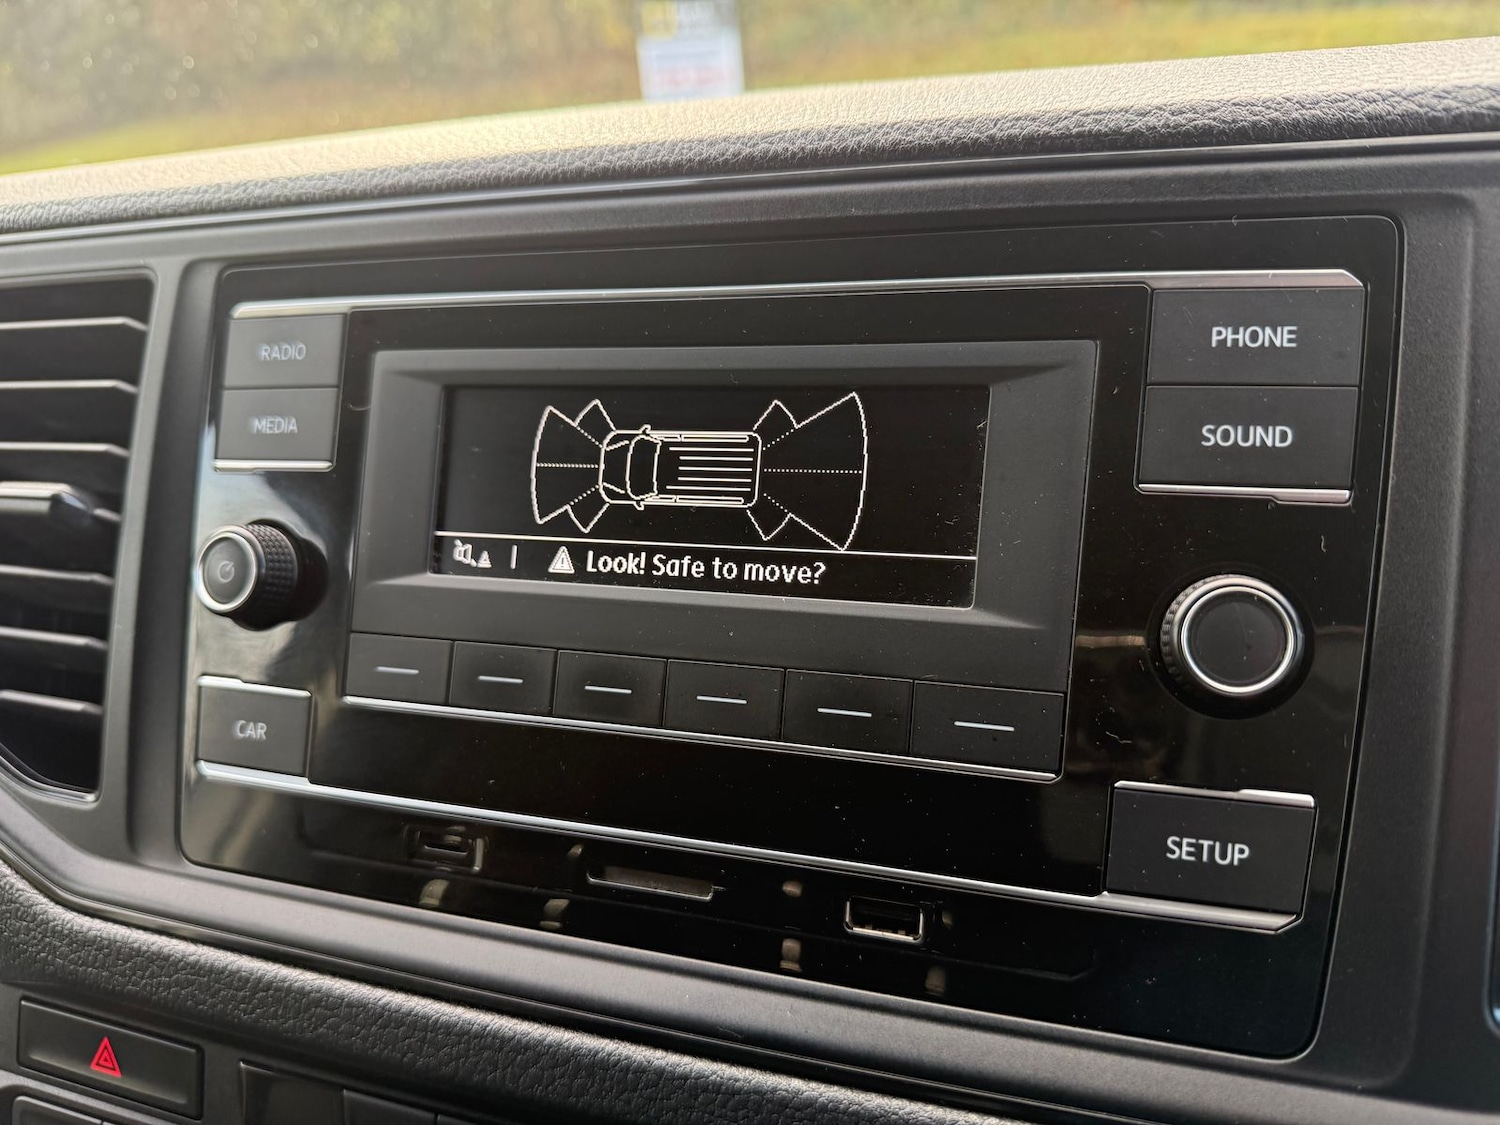 RADIO
PHONE
MEDIA
SOUND
Look! Safe to move?
CAR
SETUP